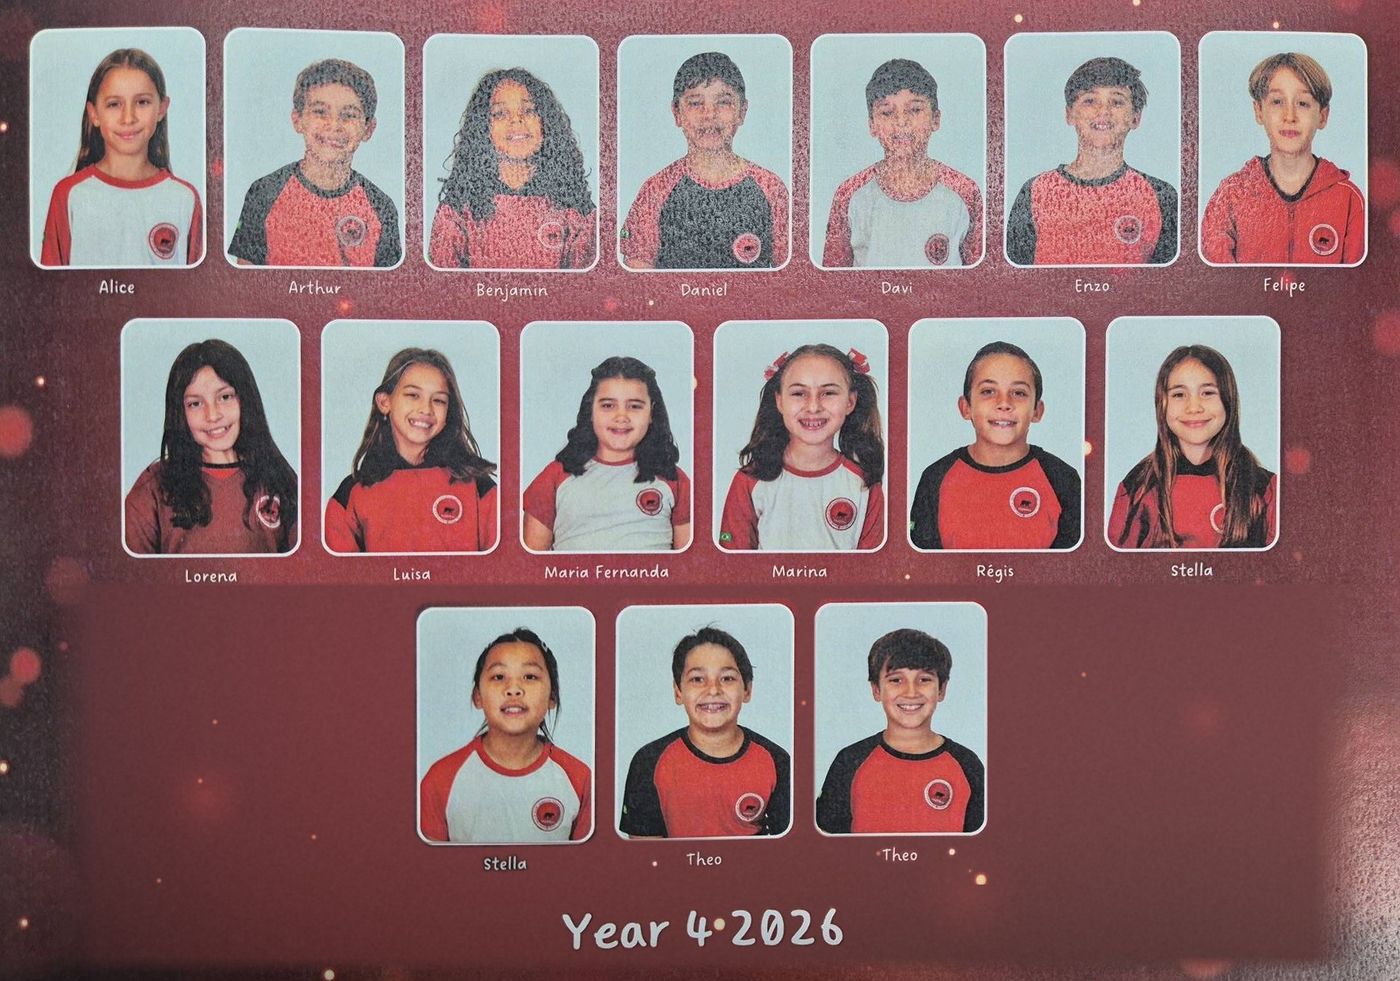 Alice Arthur Benjamin Daniel Davi Enzo Felipe
Lorena Luisa Maria Fernanda Marina Régis Stella
Stella Theo Theo
Year 4 2026